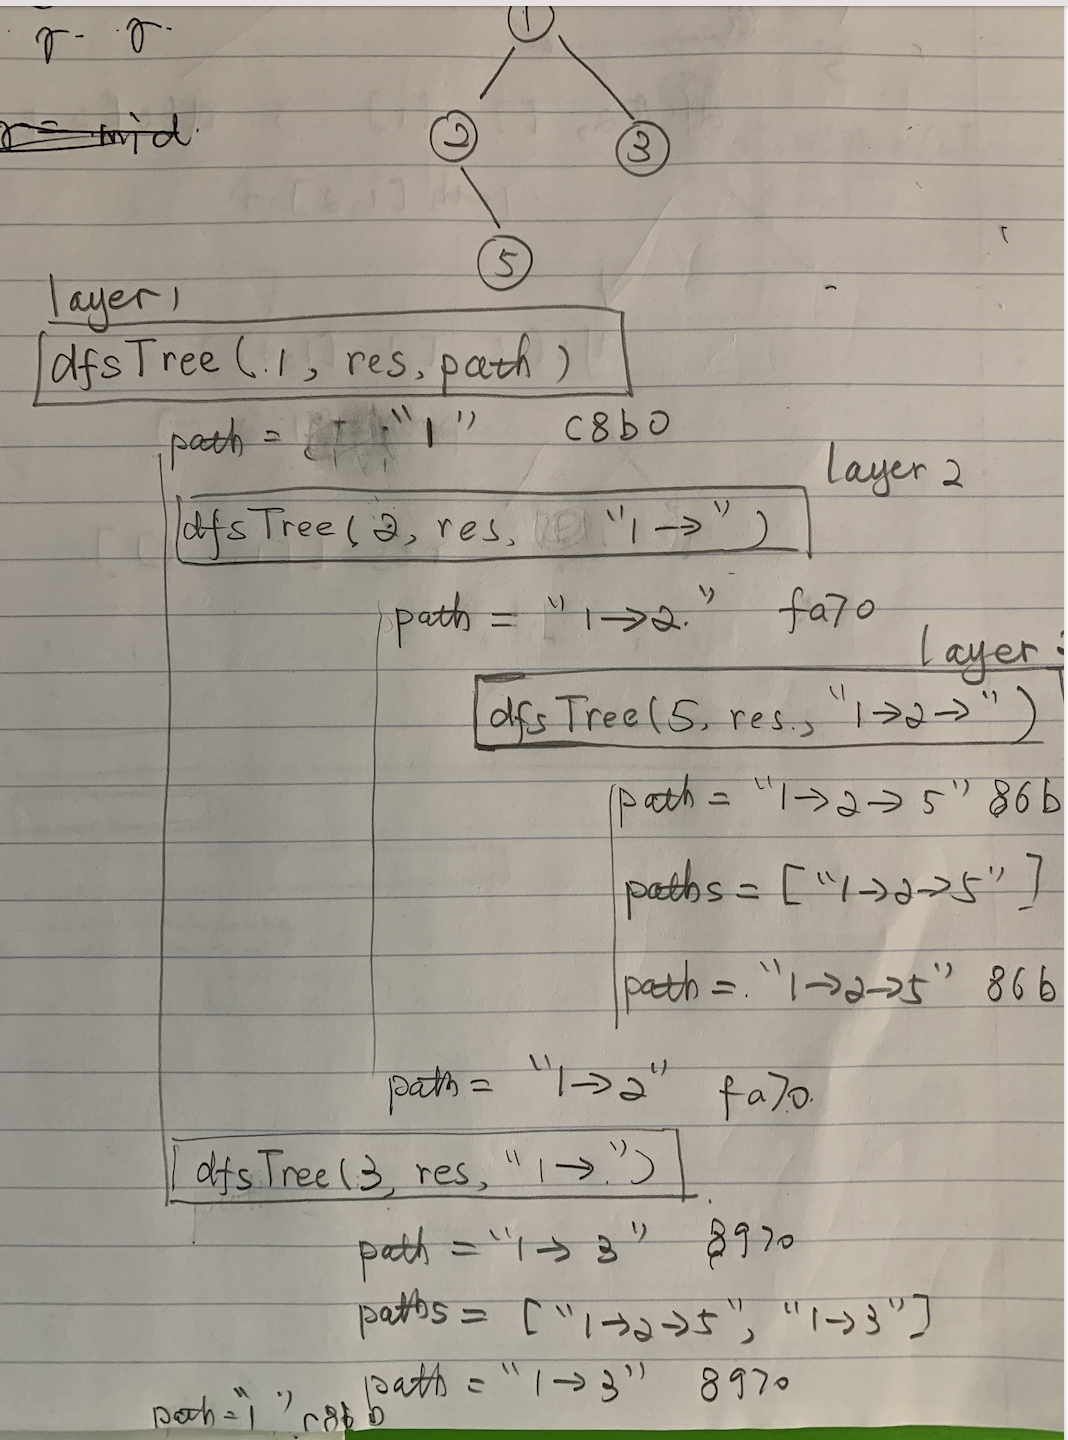 r- r-
r = mid
1
2
3
5
layer 1
dfsTree(1, res, path)
path = "1" c8b0
layer 2
dfsTree(2, res, "1→")
path = "1→2" fa70
layer
dfsTree(5, res, "1→2→")
path = "1→2→5" 86b
paths = ["1→2→5"]
path = "1→2→5" 86b
path = "1→2" fa70
dfsTree(3, res, "1→")
path = "1→3" 8970
paths = ["1→2→5", "1→3"]
path = "1→3" 8970
path = "1"